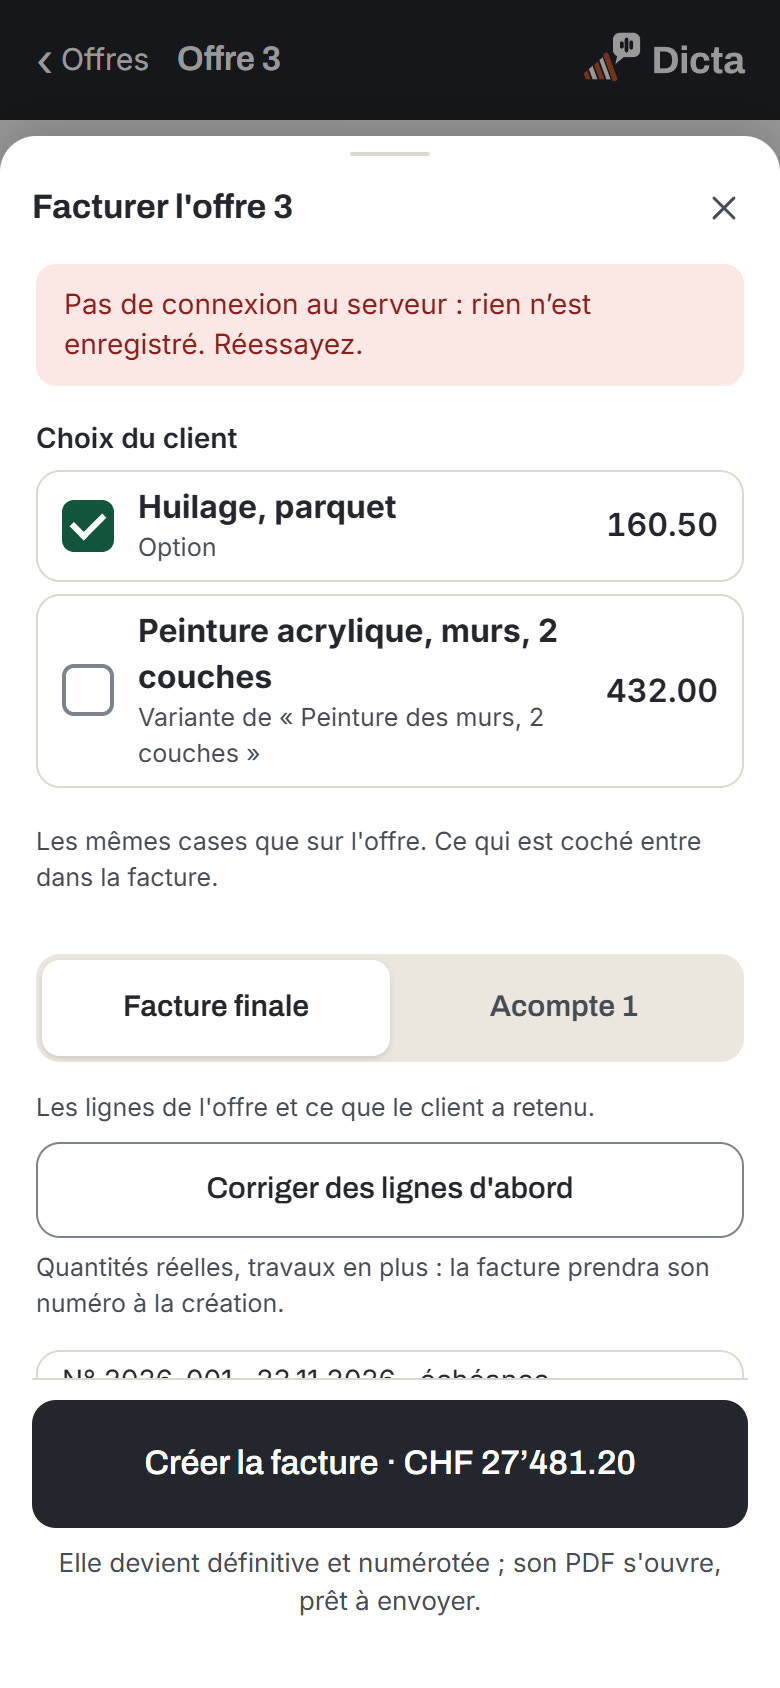 Offres Offre 3 Dicta
Facturer l'offre 3
Pas de connexion au serveur : rien n’est
enregistré. Réessayez.
Choix du client
Huilage, parquet
Option
160.50
Peinture acrylique, murs, 2
couches
Variante de « Peinture des murs, 2
couches »
432.00
Les mêmes cases que sur l'offre. Ce qui est coché entre
dans la facture.
Facture finale Acompte 1
Les lignes de l'offre et ce que le client a retenu.
Corriger des lignes d'abord
Quantités réelles, travaux en plus : la facture prendra son
numéro à la création.
Créer la facture · CHF 27’481.20
Elle devient définitive et numérotée ; son PDF s'ouvre,
prêt à envoyer.